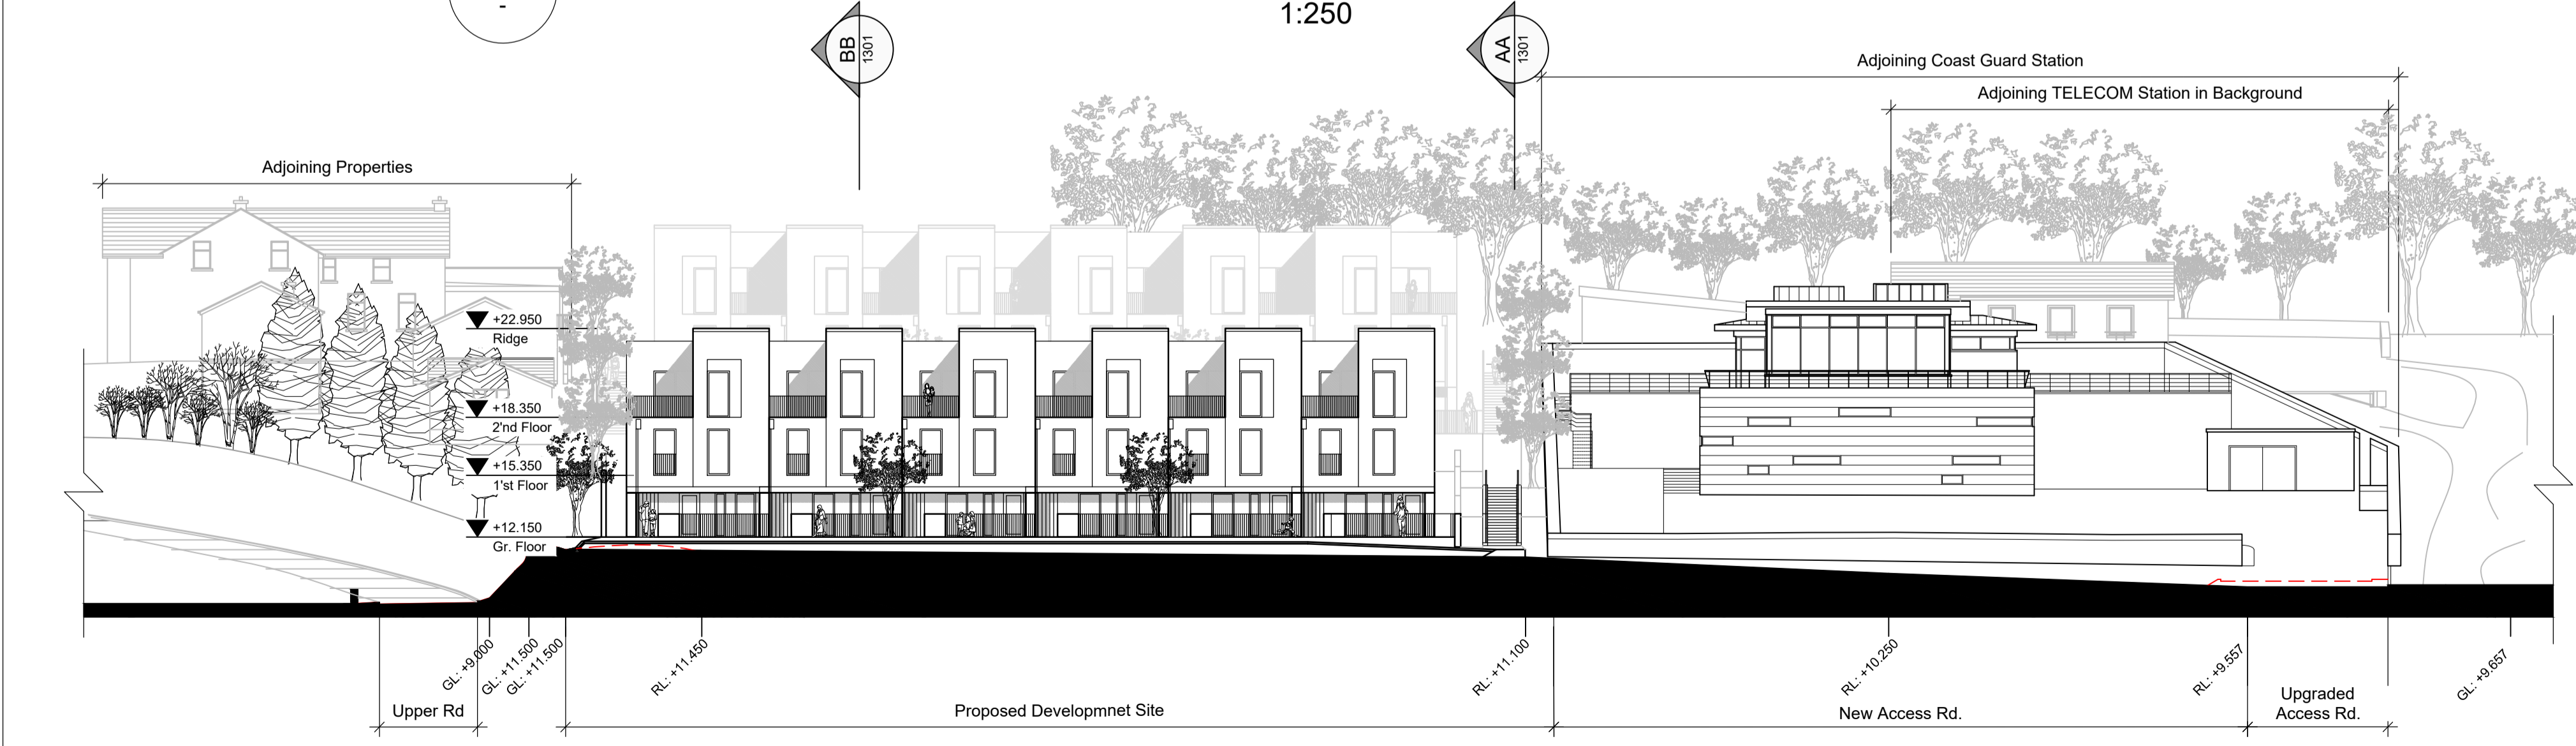 -
1:250
BB
1301
AA
1301
Adjoining Coast Guard Station
Adjoining TELECOM Station in Background
Adjoining Properties
+22.950
Ridge
+18.350
2'nd Floor
+15.350
1'st Floor
+12.150
Gr. Floor
GL: +9.000
GL: +11.500
GL: +11.500
RL: +11.450
RL: +11.100
RL: +10.250
RL: +9.557
GL: +9.657
Upper Rd
Proposed Developmnet Site
New Access Rd.
Upgraded
Access Rd.